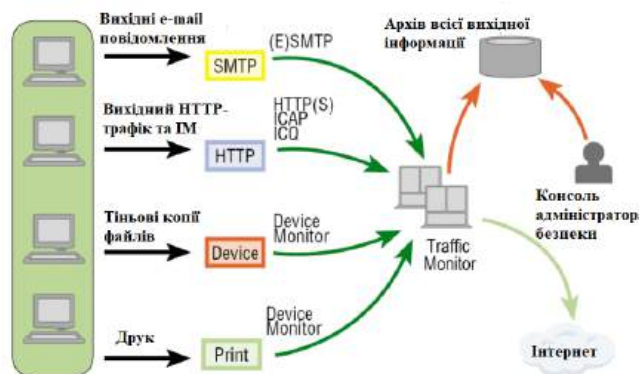 Вихідні e-mail
повідомлення
SMTP
(E)SMTP
Архів всієї вихідної
інформації
Вихідний HTTP-
трафік та ІМ
HTTP
HTTP(S)
ICAP
ICQ
Консоль
адміністратора
безпеки
Тіньові копії
файлів
Device
Device
Monitor
Traffic
Monitor
Друк
Print
Device
Monitor
Інтернет